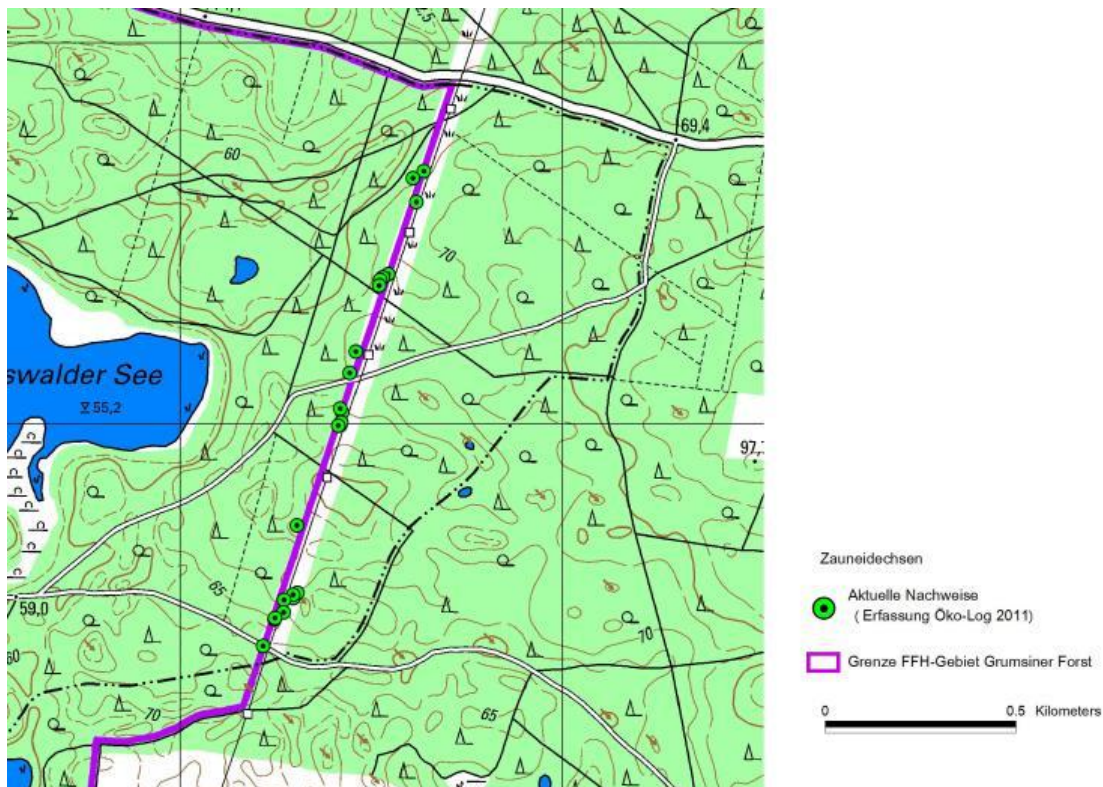 69,4
60
70
swalder See
55,2
97,
65
59,0
60
70
70
65
Zauneidechsen
Aktuelle Nachweise
( Erfassung Öko-Log 2011)
Grenze FFH-Gebiet Grumsiner Forst
0 0.5 Kilometers